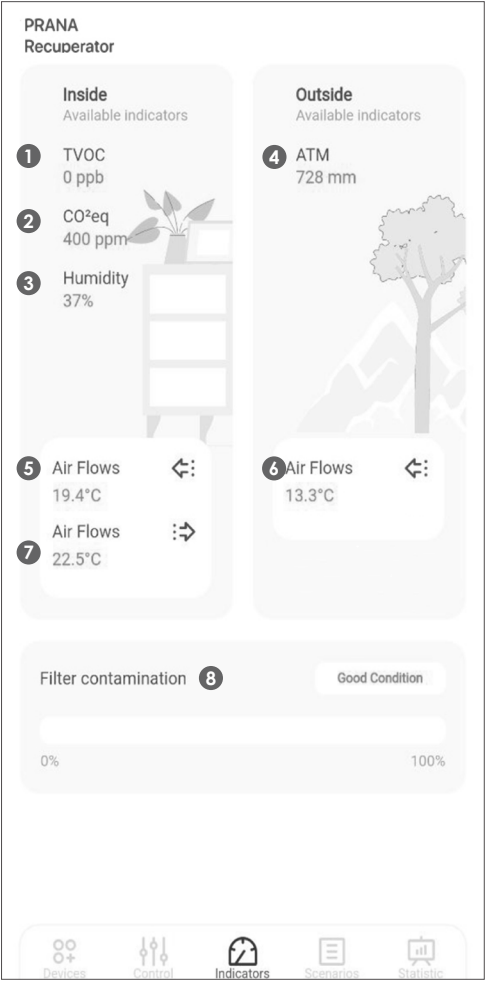 PRANA
Recuperator
Inside
Available indicators
1 TVOC
0 ppb
2 CO²eq
400 ppm
3 Humidity
37%
5 Air Flows
19.4°C
7 Air Flows
22.5°C
Outside
Available indicators
4 ATM
728 mm
6 Air Flows
13.3°C
Filter contamination 8 Good Condition
0% 100%
Devices Control Indicators Scenarios Statistic